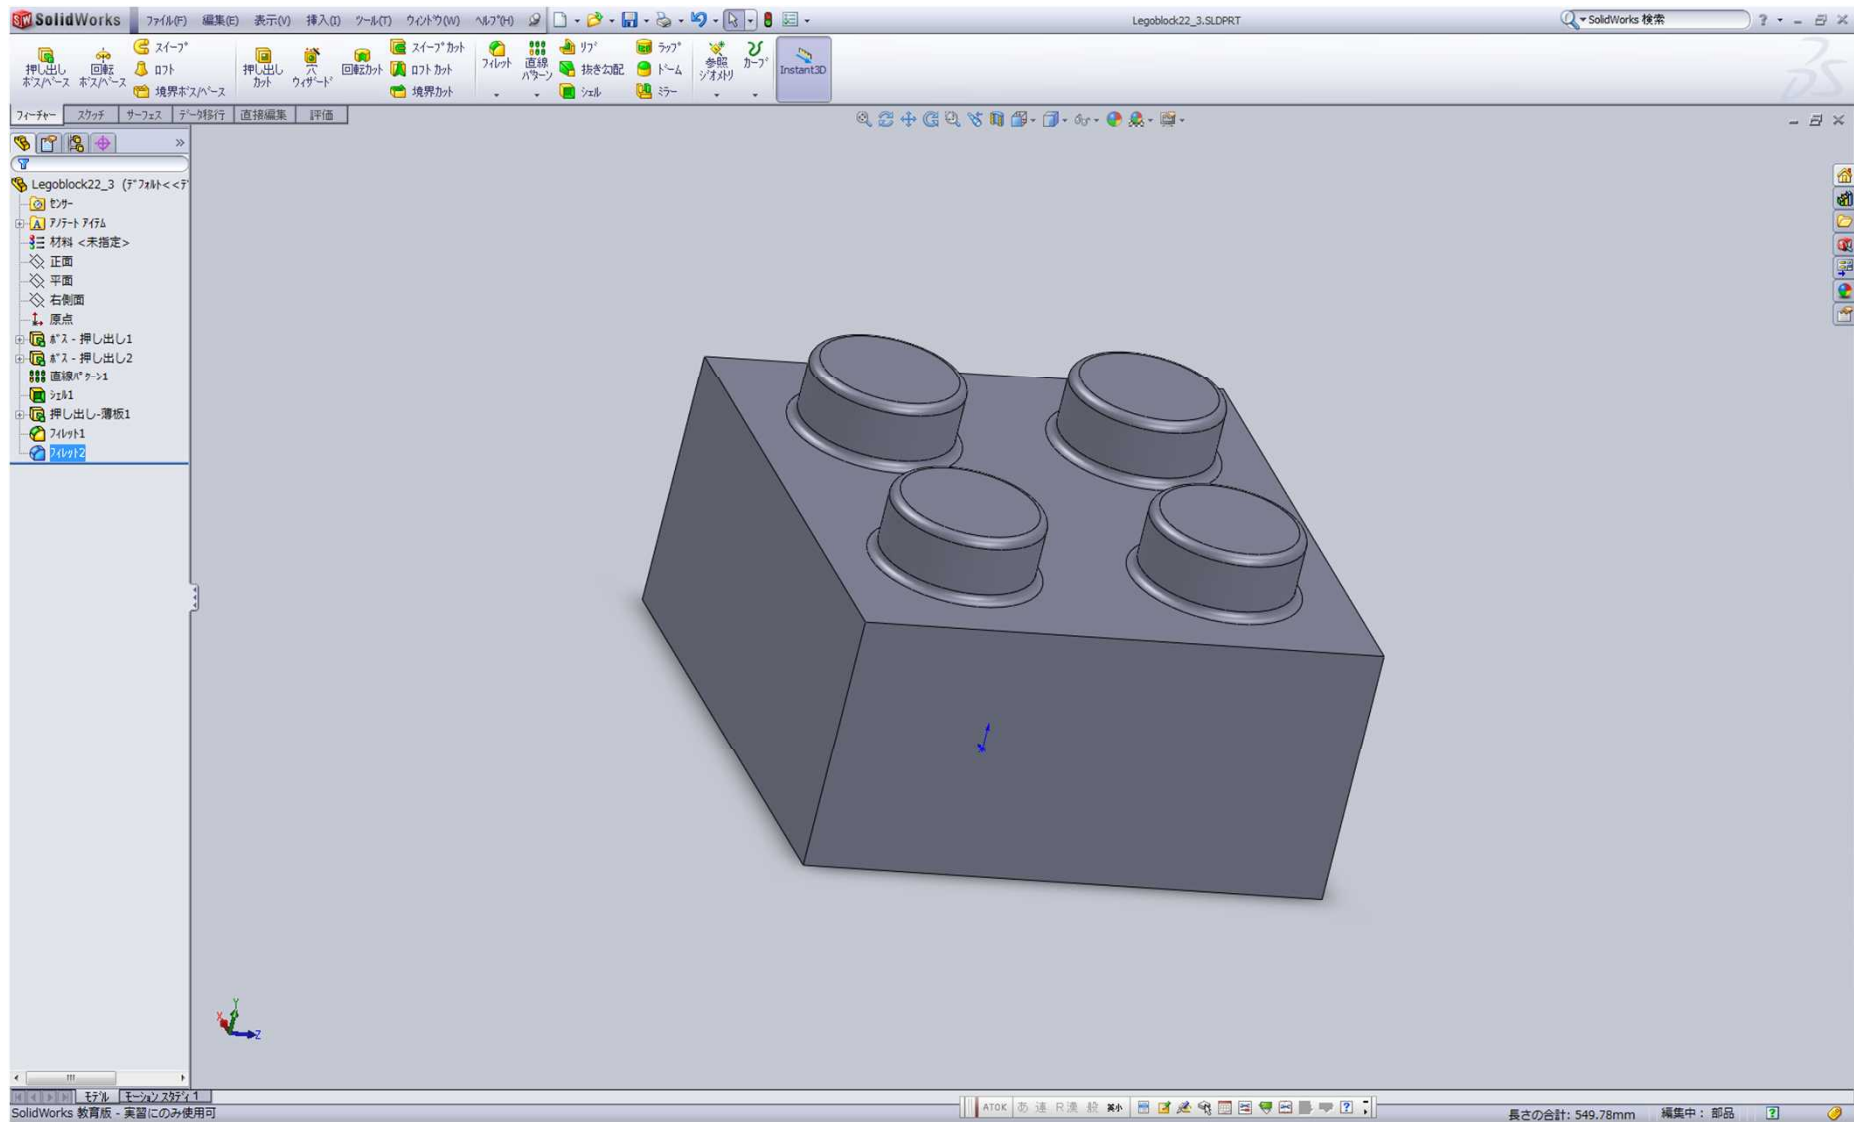 SolidWorks ファイル(F) 編集(E) 表示(V) 挿入(I) ツール(T) ウィンドウ(W) ヘルプ(H) Legoblock22_3.SLDPRT SolidWorks 検索 ?
押し出し ボス/ベース
回転 ボス/ベース
スイープ
ロフト
境界ボス/ベース
押し出し カット
穴 ウィザード
回転カット
スイープ カット
ロフト カット
境界カット
フィレット
直線 パターン
リブ
抜き勾配
シェル
ラップ
ドーム
ミラー
参照 ジオメトリ
カーブ
Instant3D
フィーチャー スケッチ サーフェス データ移行 直接編集 評価
Legoblock22_3 (デフォルト<<デ
センサー
アノテート アイテム
材料 <未指定>
正面
平面
右側面
原点
ボス - 押し出し1
ボス - 押し出し2
直線パターン1
シェル1
押し出し-薄板1
フィレット1
フィレット2
Y
X
Z
モデル モーション スタディ 1
ATOK あ 連 R漢 般 英小
SolidWorks 教育版 - 実習にのみ使用可 長さの合計: 549.78mm 編集中： 部品